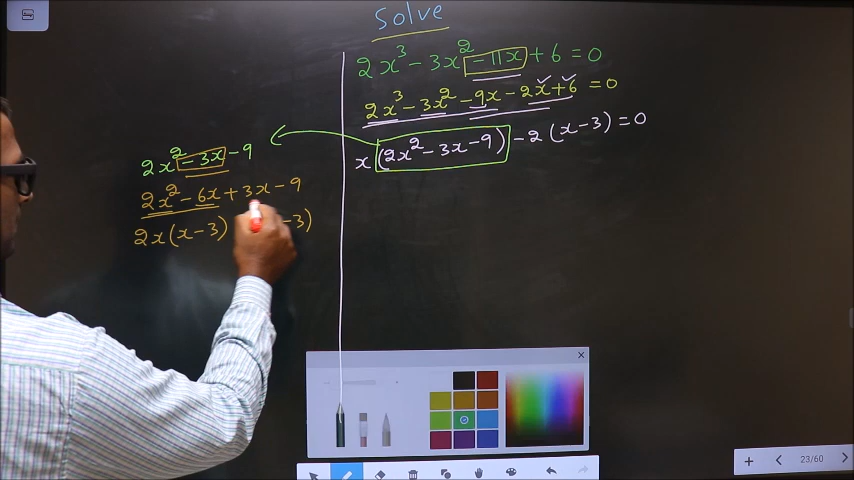 Solve
2x³ - 3x² - 11x + 6 = 0
2x³ - 3x² - 9x - 2x + 6 = 0
x (2x² - 3x - 9) - 2 (x - 3) = 0
2x² - 3x - 9
2x² - 6x + 3x - 9
2x (x - 3) - 3)
23/60